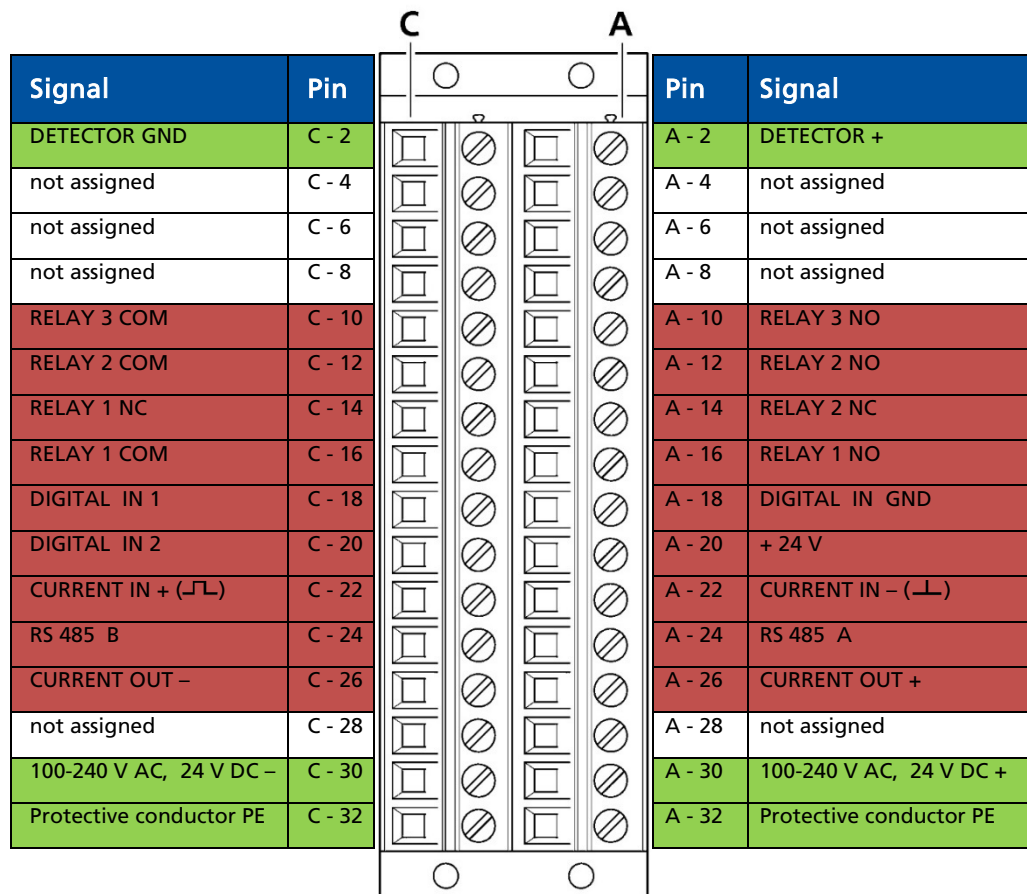 C A
Signal Pin Pin Signal
DETECTOR GND C - 2 A - 2 DETECTOR +
not assigned C - 4 A - 4 not assigned
not assigned C - 6 A - 6 not assigned
not assigned C - 8 A - 8 not assigned
RELAY 3 COM C - 10 A - 10 RELAY 3 NO
RELAY 2 COM C - 12 A - 12 RELAY 2 NO
RELAY 1 NC C - 14 A - 14 RELAY 2 NC
RELAY 1 COM C - 16 A - 16 RELAY 1 NO
DIGITAL IN 1 C - 18 A - 18 DIGITAL IN GND
DIGITAL IN 2 C - 20 A - 20 + 24 V
CURRENT IN + ( ) C - 22 A - 22 CURRENT IN – ( )
RS 485 B C - 24 A - 24 RS 485 A
CURRENT OUT – C - 26 A - 26 CURRENT OUT +
not assigned C - 28 A - 28 not assigned
100-240 V AC, 24 V DC – C - 30 A - 30 100-240 V AC, 24 V DC +
Protective conductor PE C - 32 A - 32 Protective conductor PE